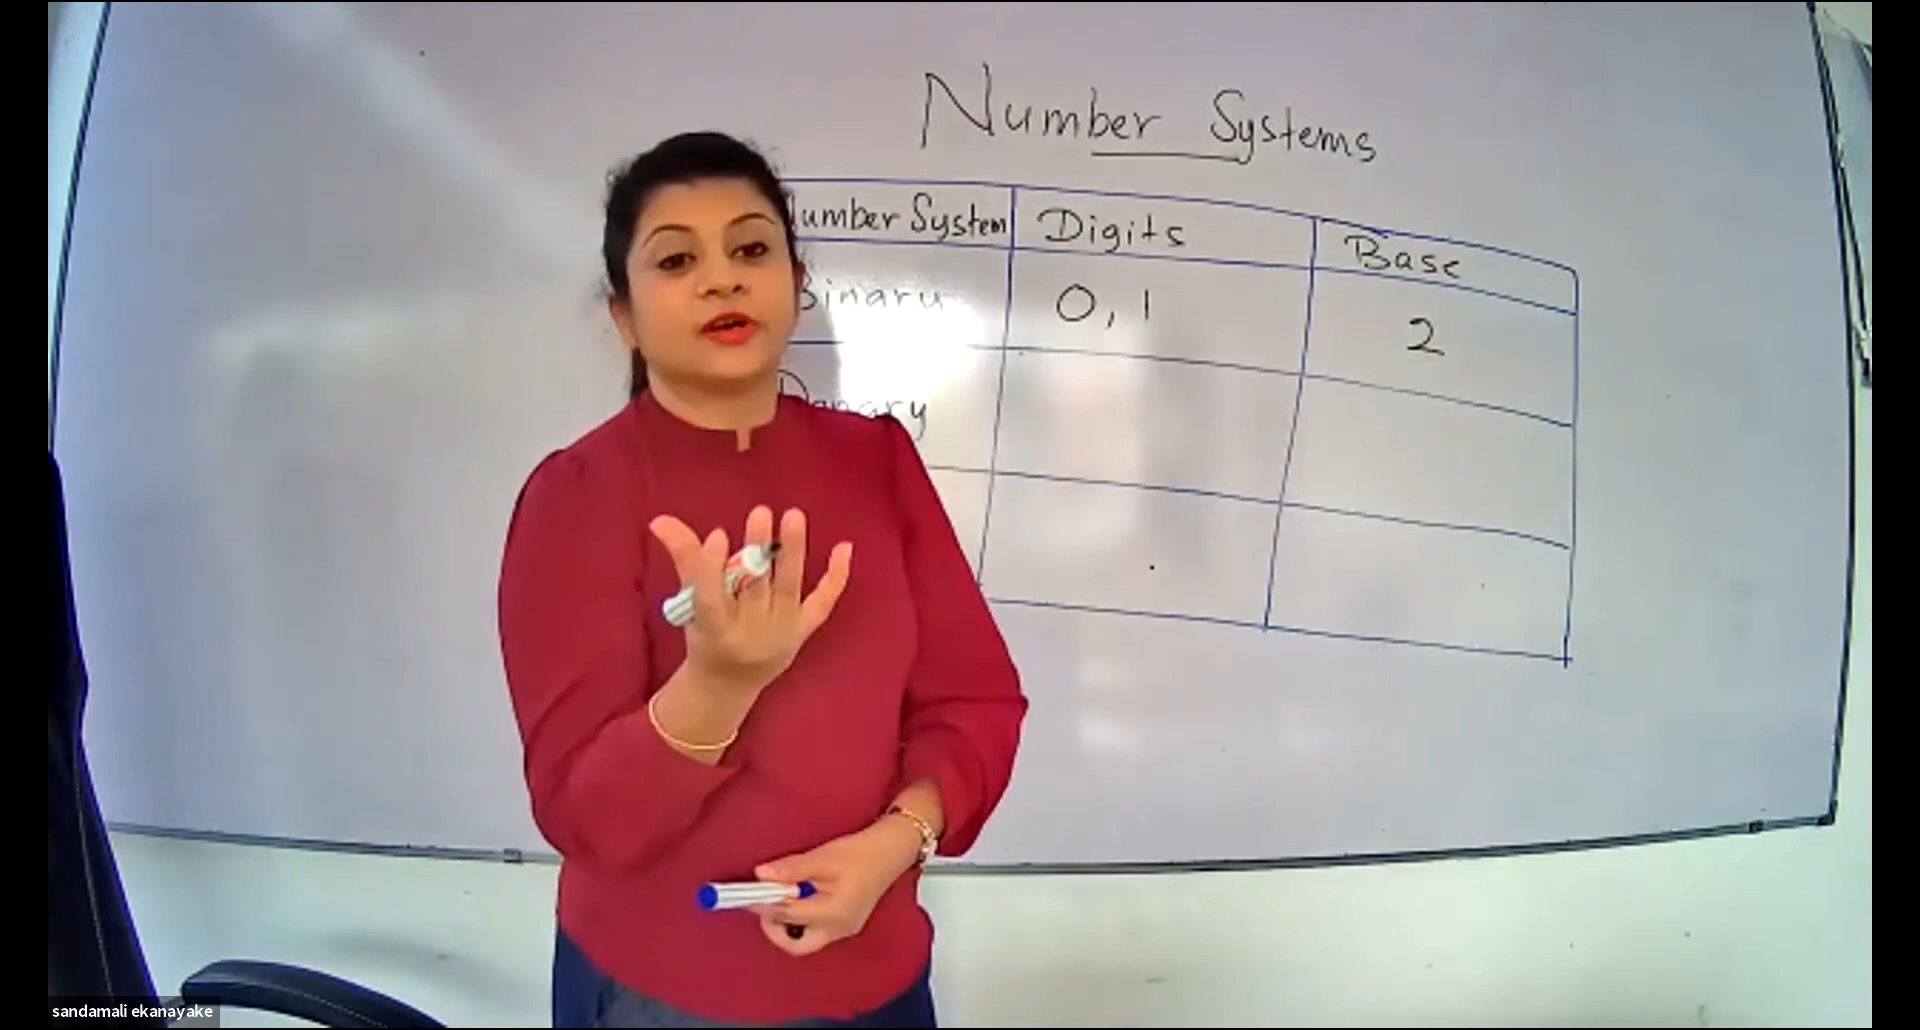 Number Systems
Number System Digits Base
Binary 0, 1 2
Denary
sandamali ekanayake